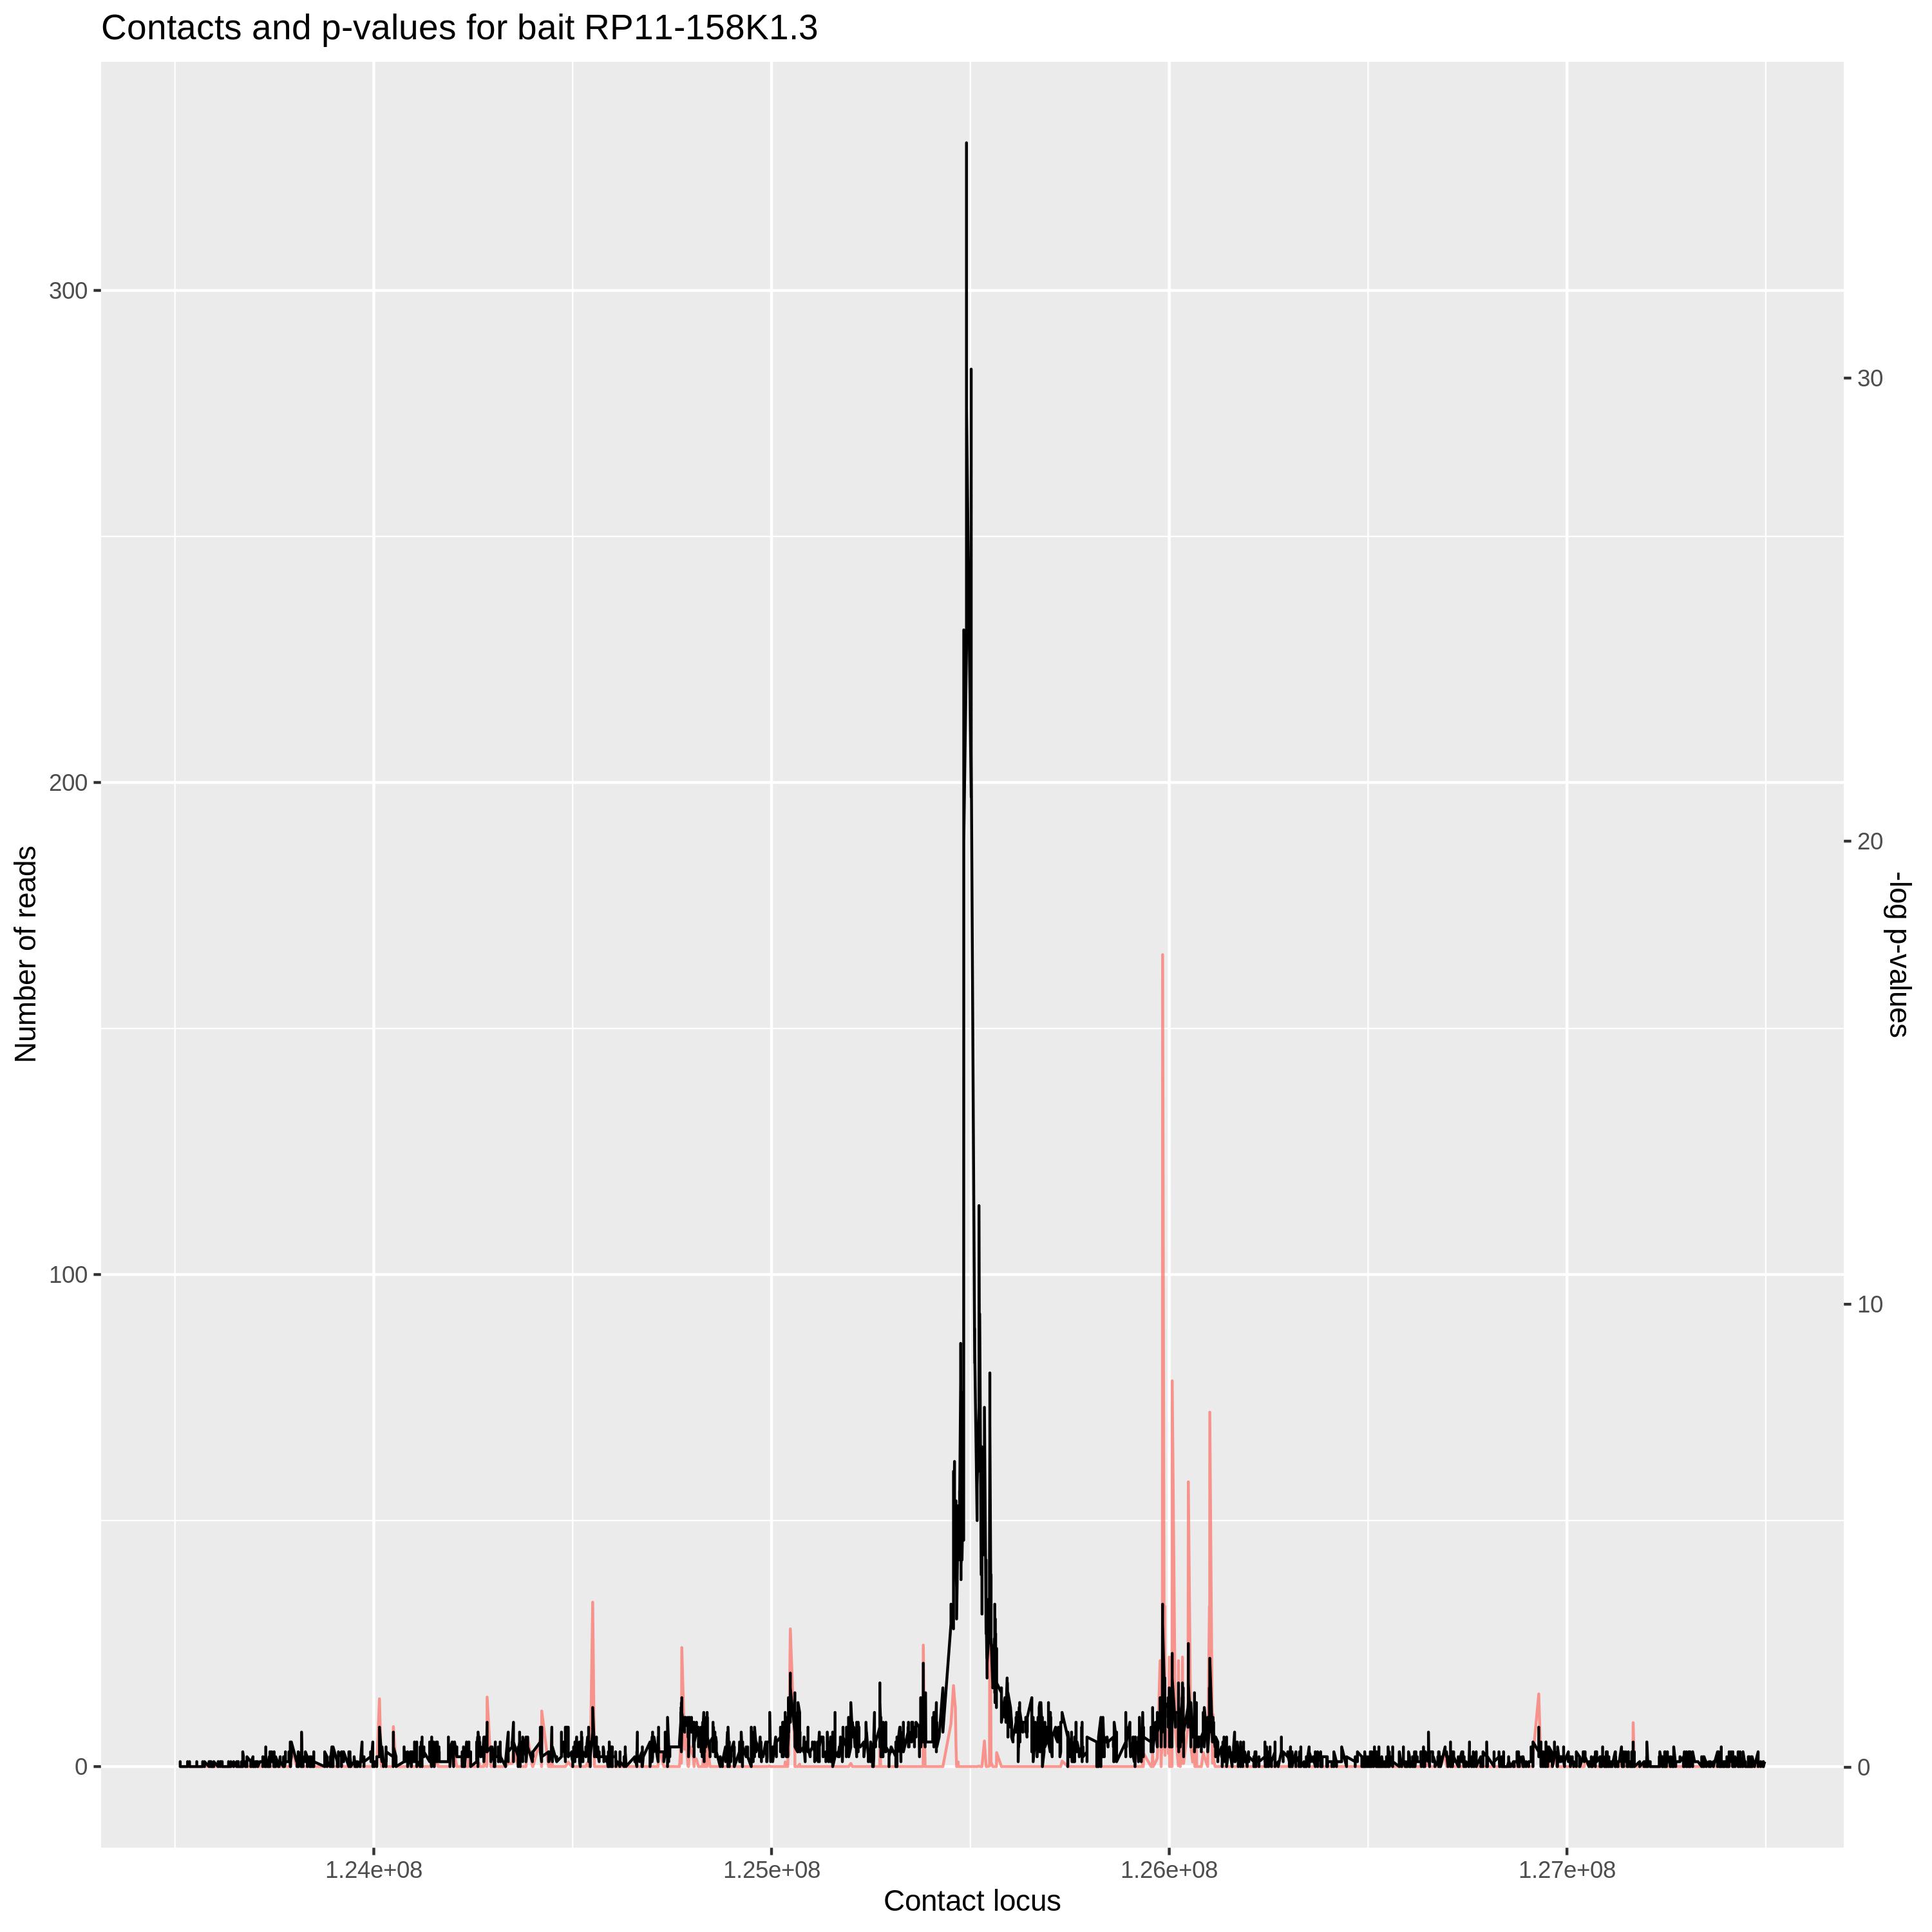 Contacts and p-values for bait RP11-158K1.3
Number of reads
300
200
100
0
30
20
10
0
-log p-values
1.24e+08
1.25e+08
1.26e+08
1.27e+08
Contact locus